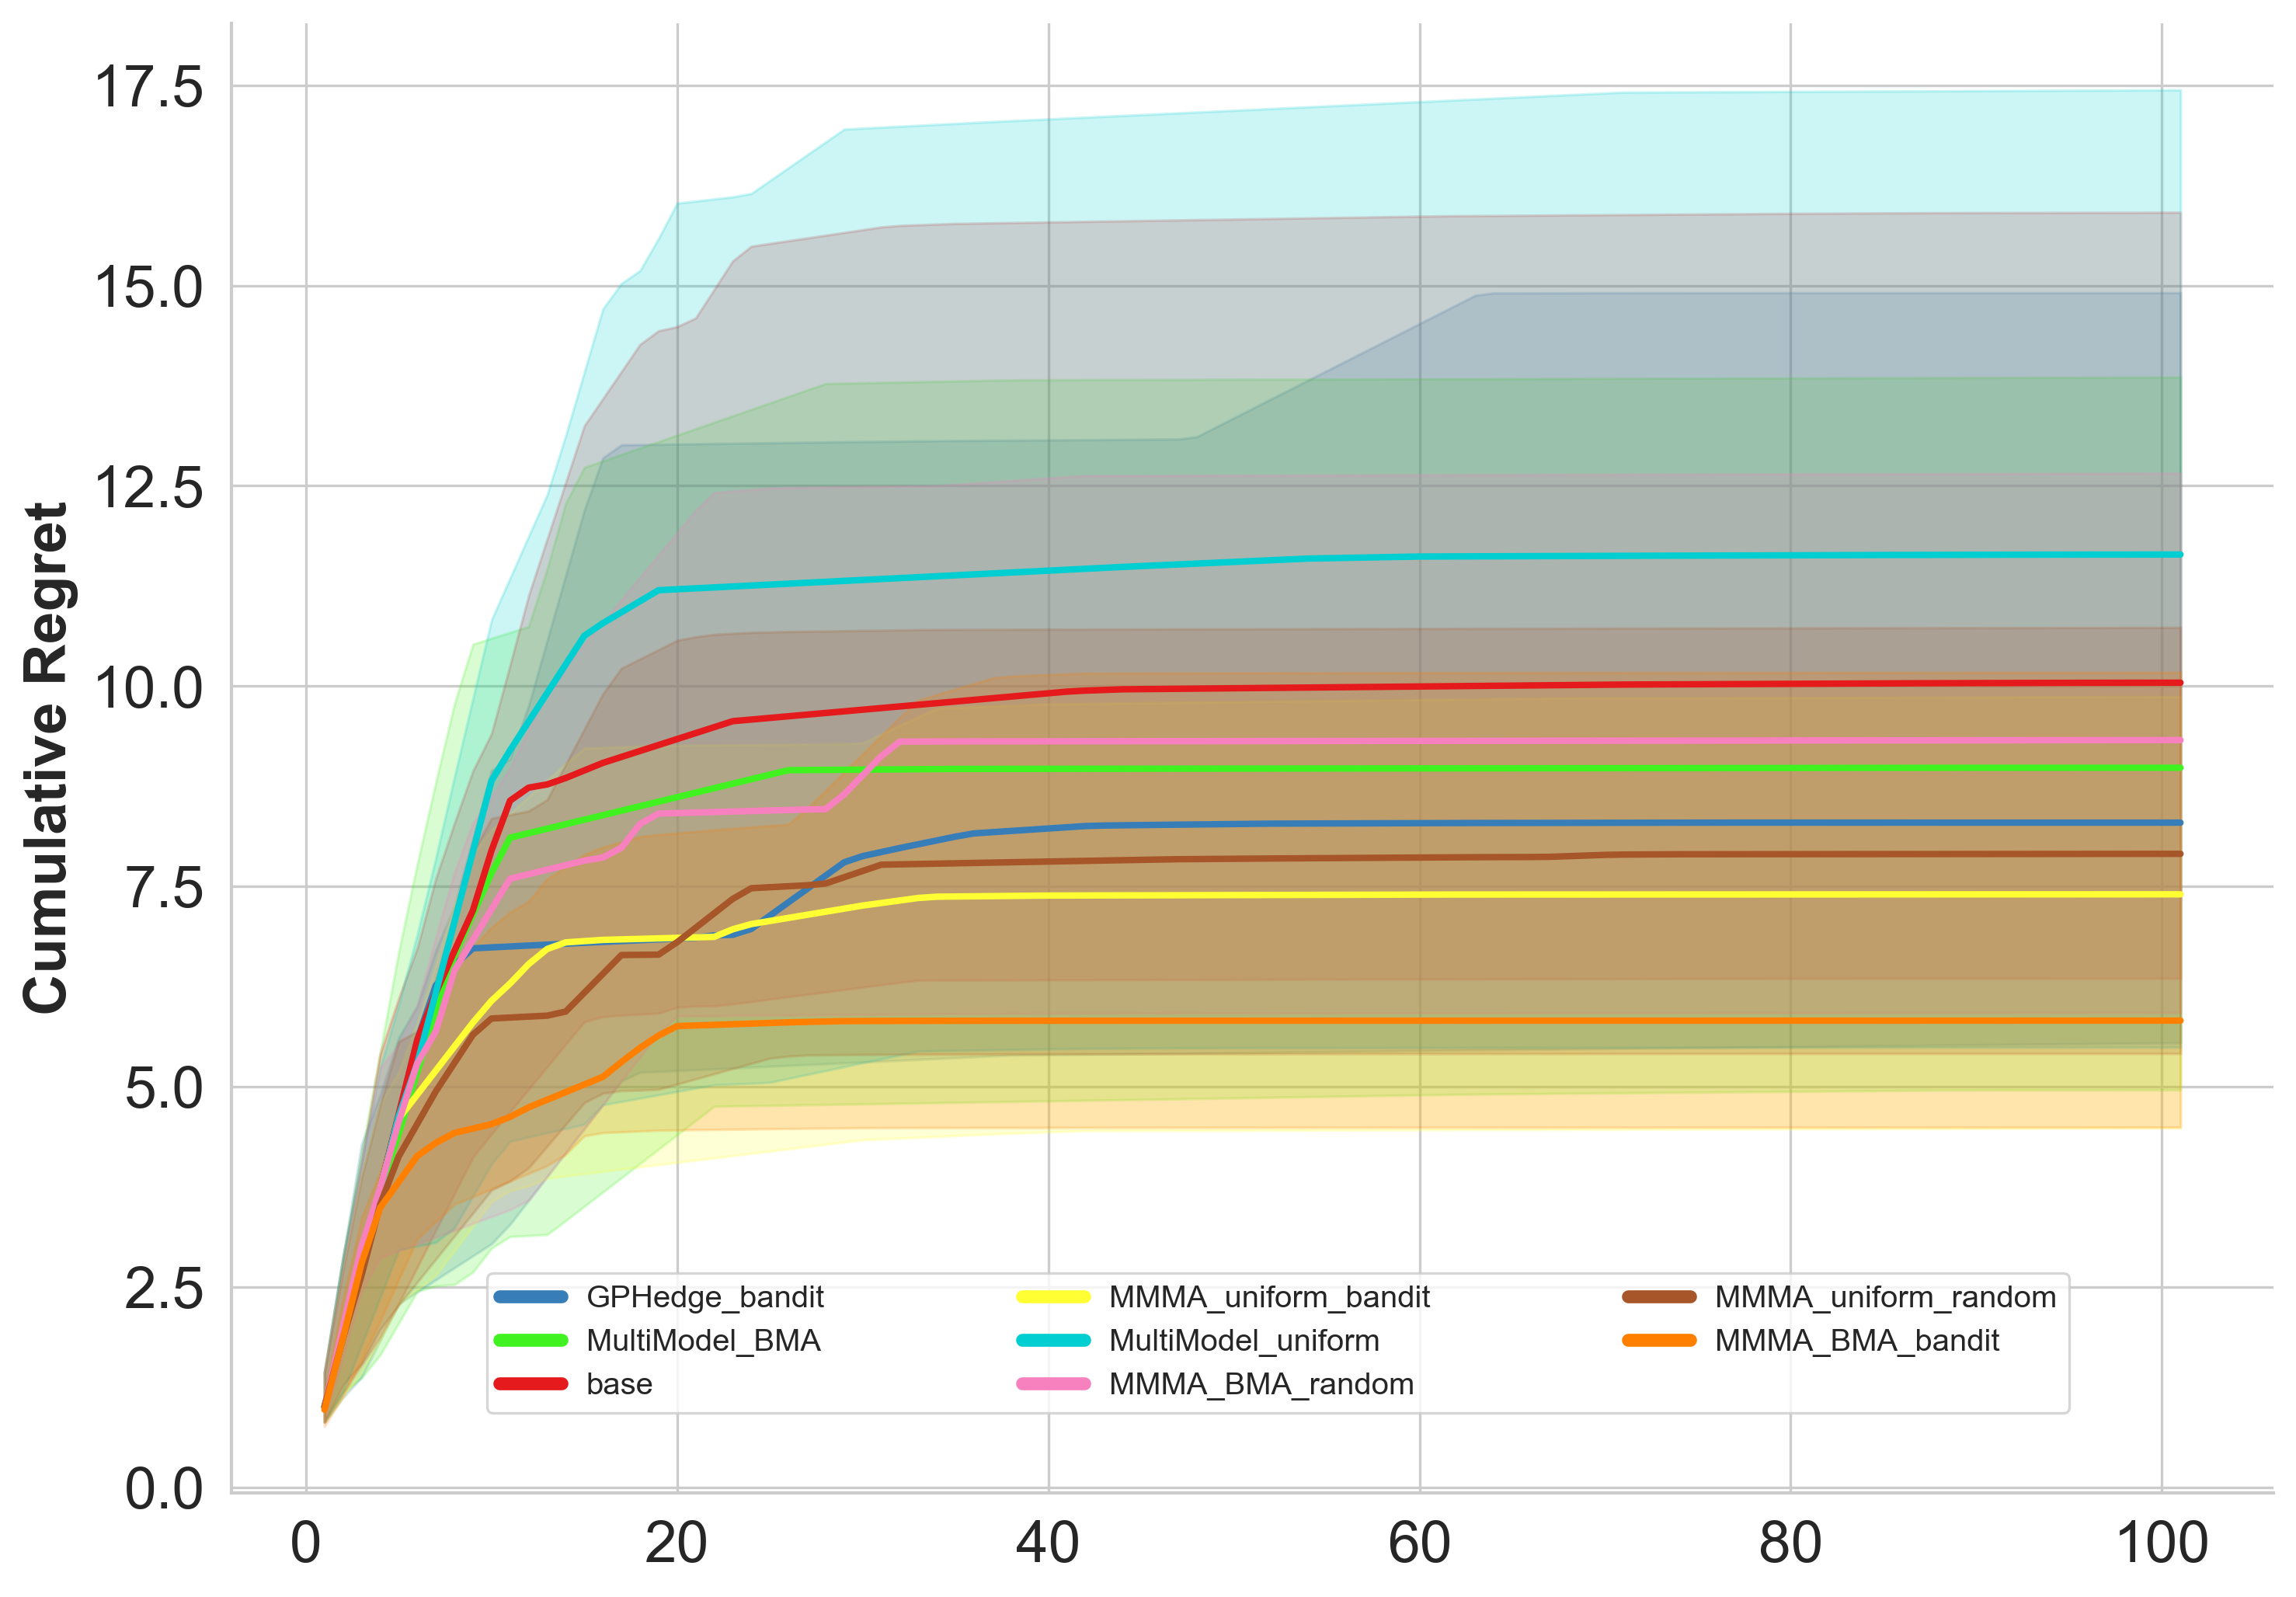 Cumulative Regret
17.5
15.0
12.5
10.0
7.5
5.0
2.5
0.0
GPHedge_bandit
MultiModel_BMA
base
MMMA_uniform_bandit
MultiModel_uniform
MMMA_BMA_random
MMMA_uniform_random
MMMA_BMA_bandit
0 20 40 60 80 100